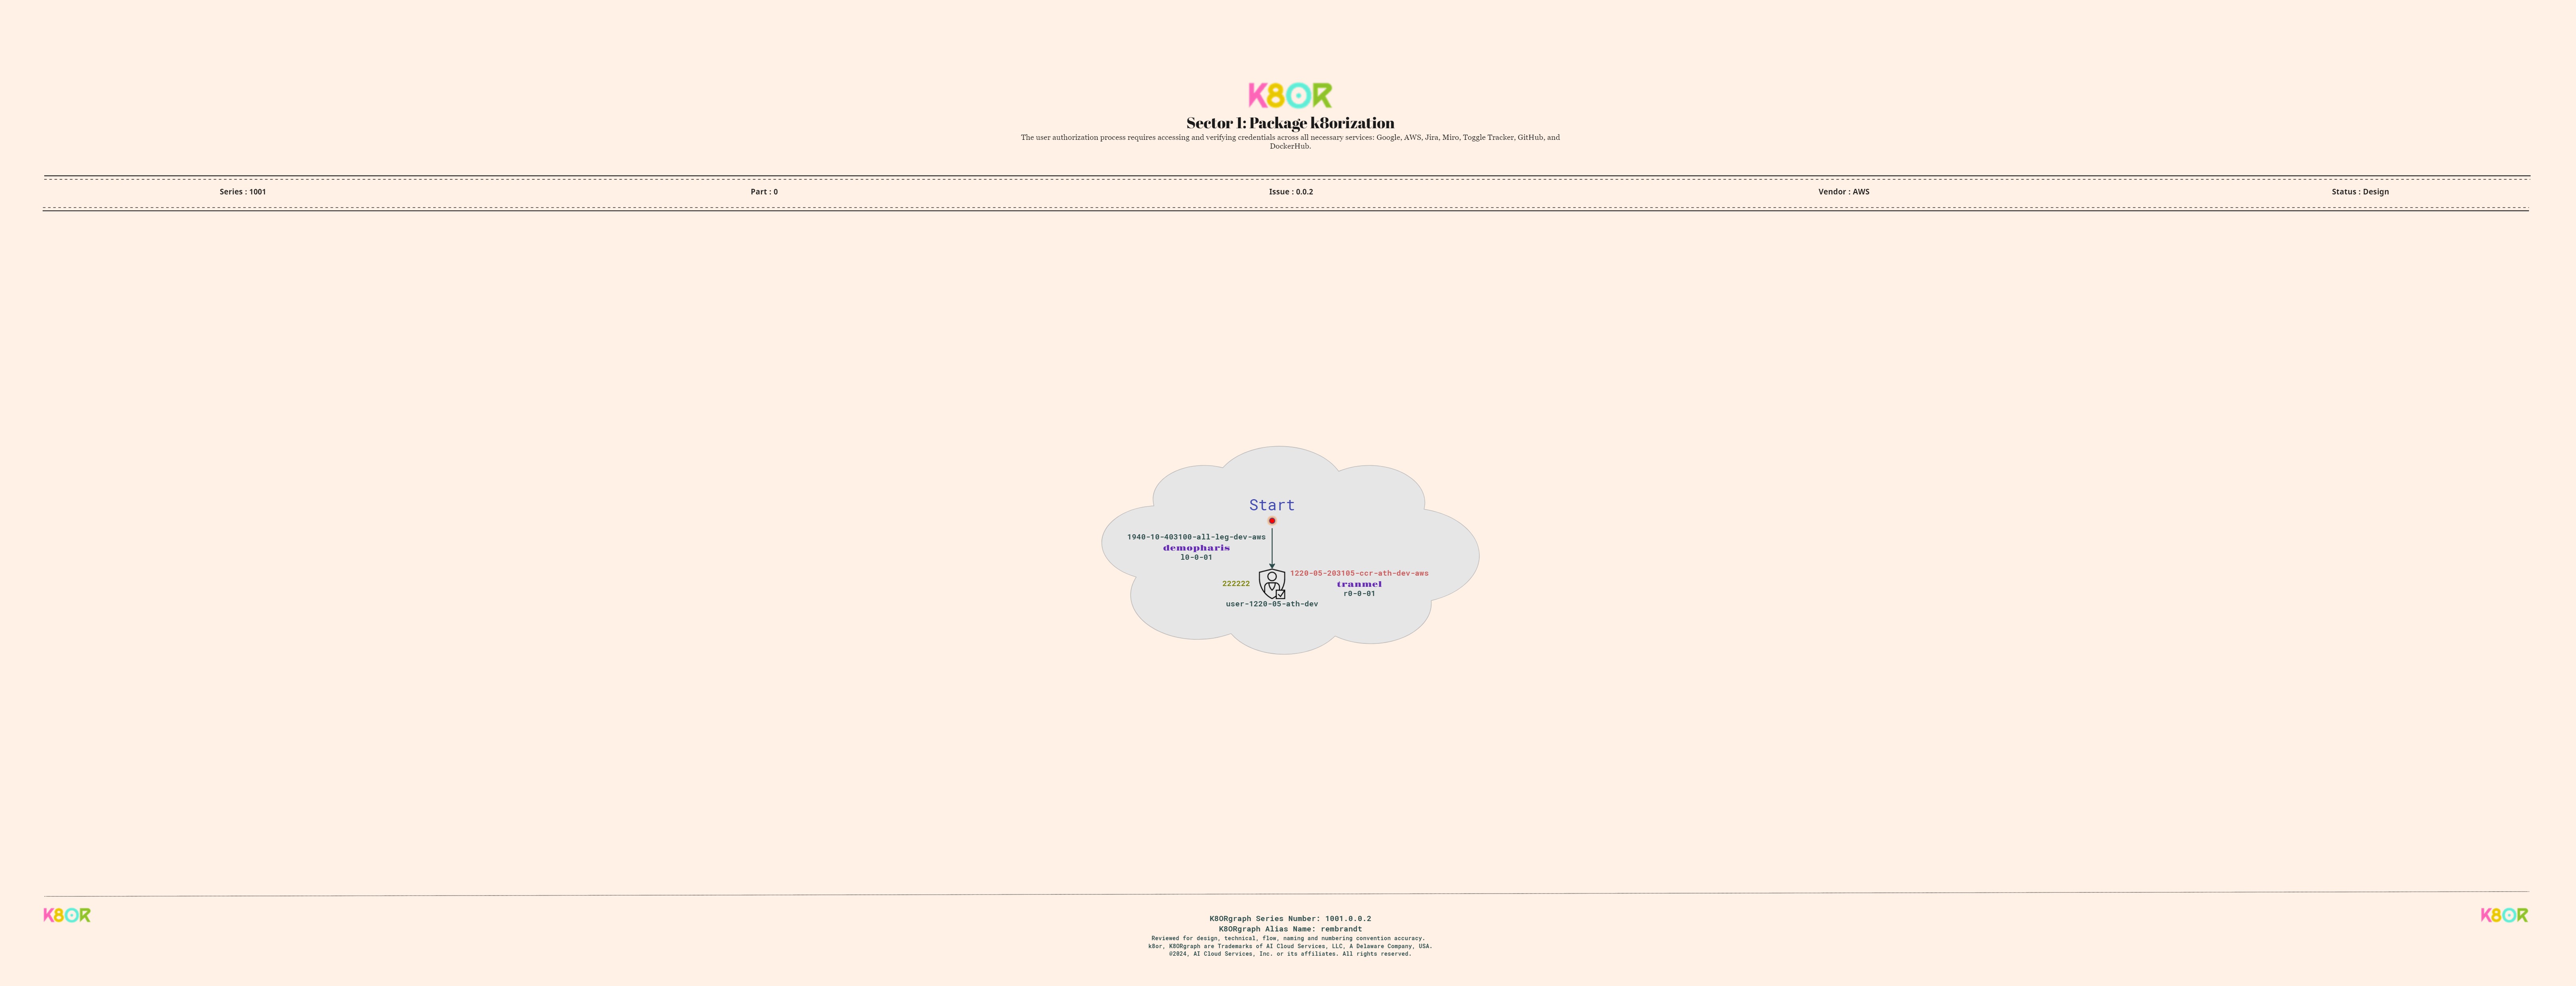 K8OR
Sector 1: Package k8orization
The user authorization process requires accessing and verifying credentials across all necessary services: Google, AWS, Jira, Miro, Toggle Tracker, GitHub, and
DockerHub.
Series : 1001
Part : 0
Issue : 0.0.2
Vendor : AWS
Status : Design
Start
1940-10-403100-all-leg-dev-aws
demopharis
l0-0-01
222222
1220-05-203105-ccr-ath-dev-aws
tranmel
r0-0-01
user-1220-05-ath-dev
K8OR
K8ORgraph Series Number: 1001.0.0.2
K8ORgraph Alias Name: rembrandt
Reviewed for design, technical, flow, naming and numbering convention accuracy.
k8or, K8ORgraph are Trademarks of AI Cloud Services, LLC, A Delaware Company, USA.
©2024, AI Cloud Services, Inc. or its affiliates. All rights reserved.
K8OR